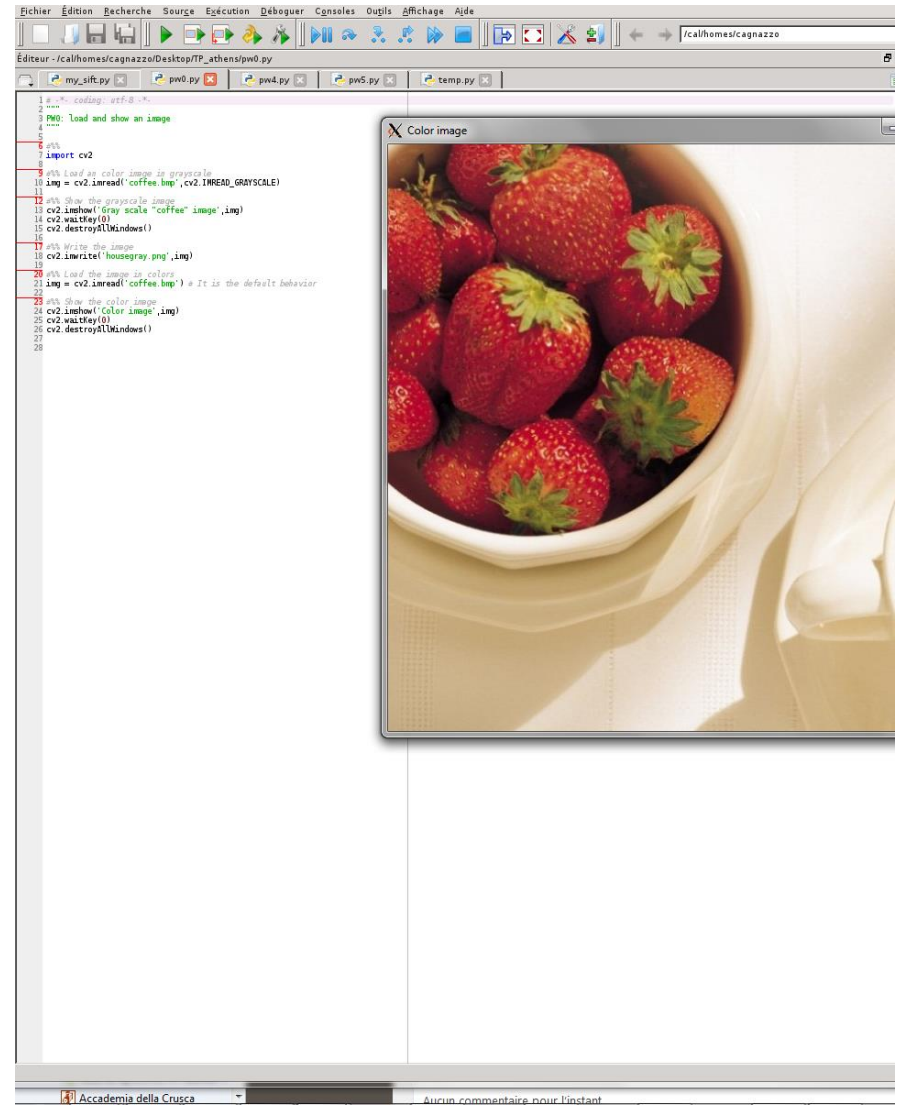 Fichier Édition Recherche Source Exécution Déboguer Consoles Outils Affichage Aide
/cal/homes/cagnazzo
Éditeur - /cal/homes/cagnazzo/Desktop/TP_athens/pw0.py
my_sift.py pw0.py pw4.py pw5.py temp.py
1 # -*- coding: utf-8 -*-
2 """
3 PW0: load and show an image
4 """
5
6 #%%
7 import cv2
8
9 #%% Load an color image in grayscale
10 img = cv2.imread('coffee.bmp',cv2.IMREAD_GRAYSCALE)
11
12 #%% Show the grayscale image
13 cv2.imshow('Gray scale "coffee" image',img)
14 cv2.waitKey(0)
15 cv2.destroyAllWindows()
16
17 #%% Write the image
18 cv2.imwrite('housegray.png',img)
19
20 #%% Load the image in colors
21 img = cv2.imread('coffee.bmp') # It is the default behavior
22
23 #%% Show the color image
24 cv2.imshow('Color image',img)
25 cv2.waitKey(0)
26 cv2.destroyAllWindows()
27
28
Color image
Accademia della Crusca
Aucun commentaire pour l'instant